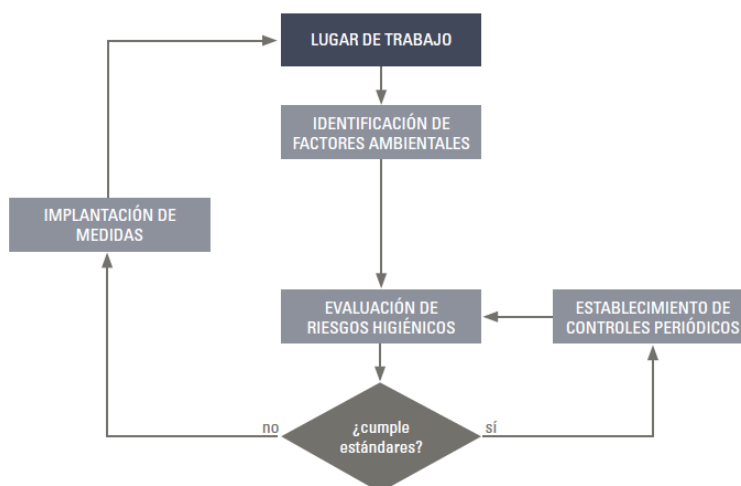 LUGAR DE TRABAJO
IDENTIFICACIÓN DE
FACTORES AMBIENTALES
IMPLANTACIÓN DE
MEDIDAS
EVALUACIÓN DE
RIESGOS HIGIÉNICOS
ESTABLECIMIENTO DE
CONTROLES PERIÓDICOS
no
¿cumple
estándares?
sí